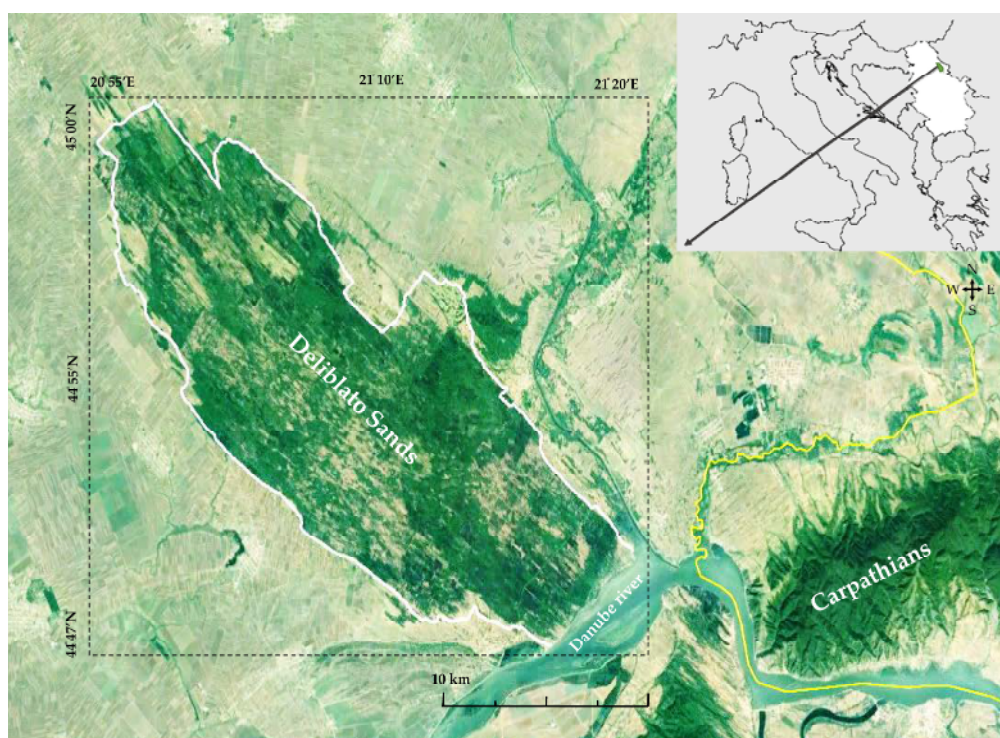 20 55'E
21 10'E
21 20'E
45 00'N
44 55'N
44 47'N
N
W E
S
Deliblato Sands
Carpathians
Danube river
10 km